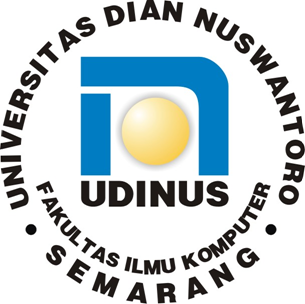 UNIVERSITAS DIAN NUSWANTORO
UDINUS
FAKULTAS ILMU KOMPUTER
• SEMARANG •